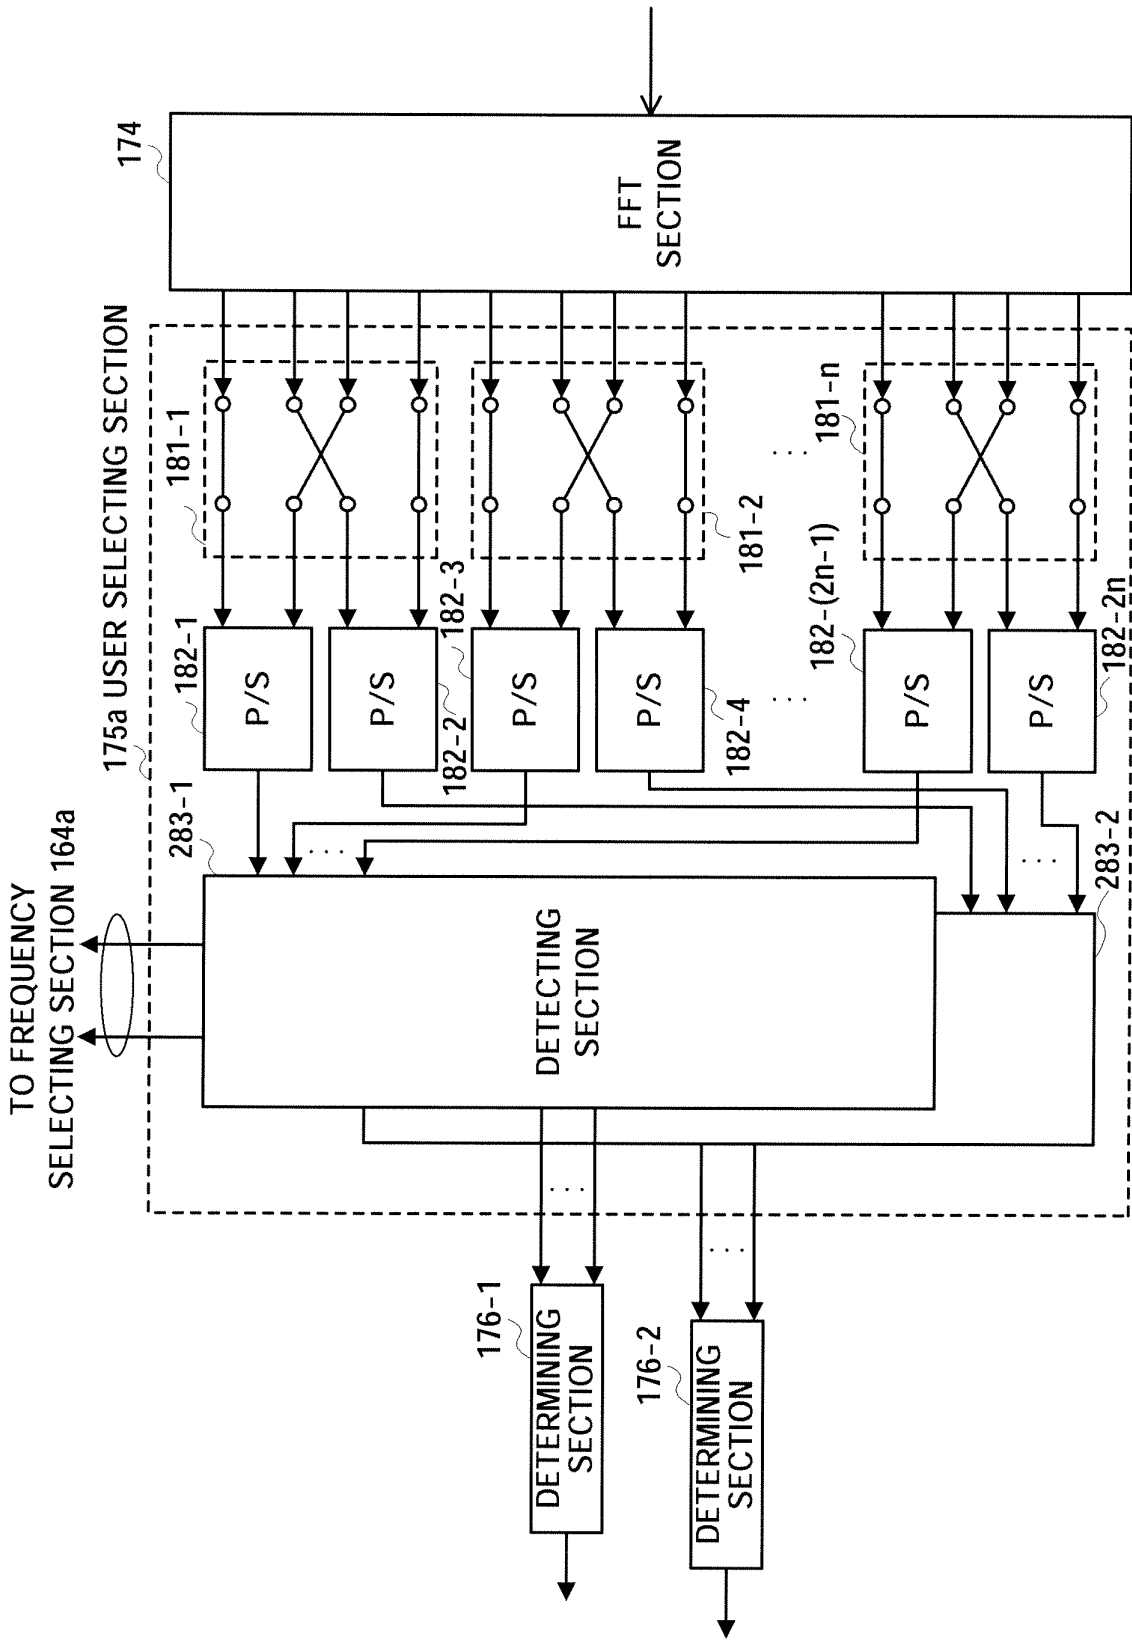 TO FREQUENCY
SELECTING SECTION 164a
175a USER SELECTING SECTION
174
FFT
SECTION
181-1
181-2
181-n
. . .
182-1
P/S
182-2
P/S
182-3
P/S
182-4
P/S
. . .
182-(2n-1)
P/S
182-2n
P/S
283-1
. . .
283-2
. . .
DETECTING
SECTION
. . .
. . .
176-1
DETERMINING
SECTION
176-2
DETERMINING
SECTION